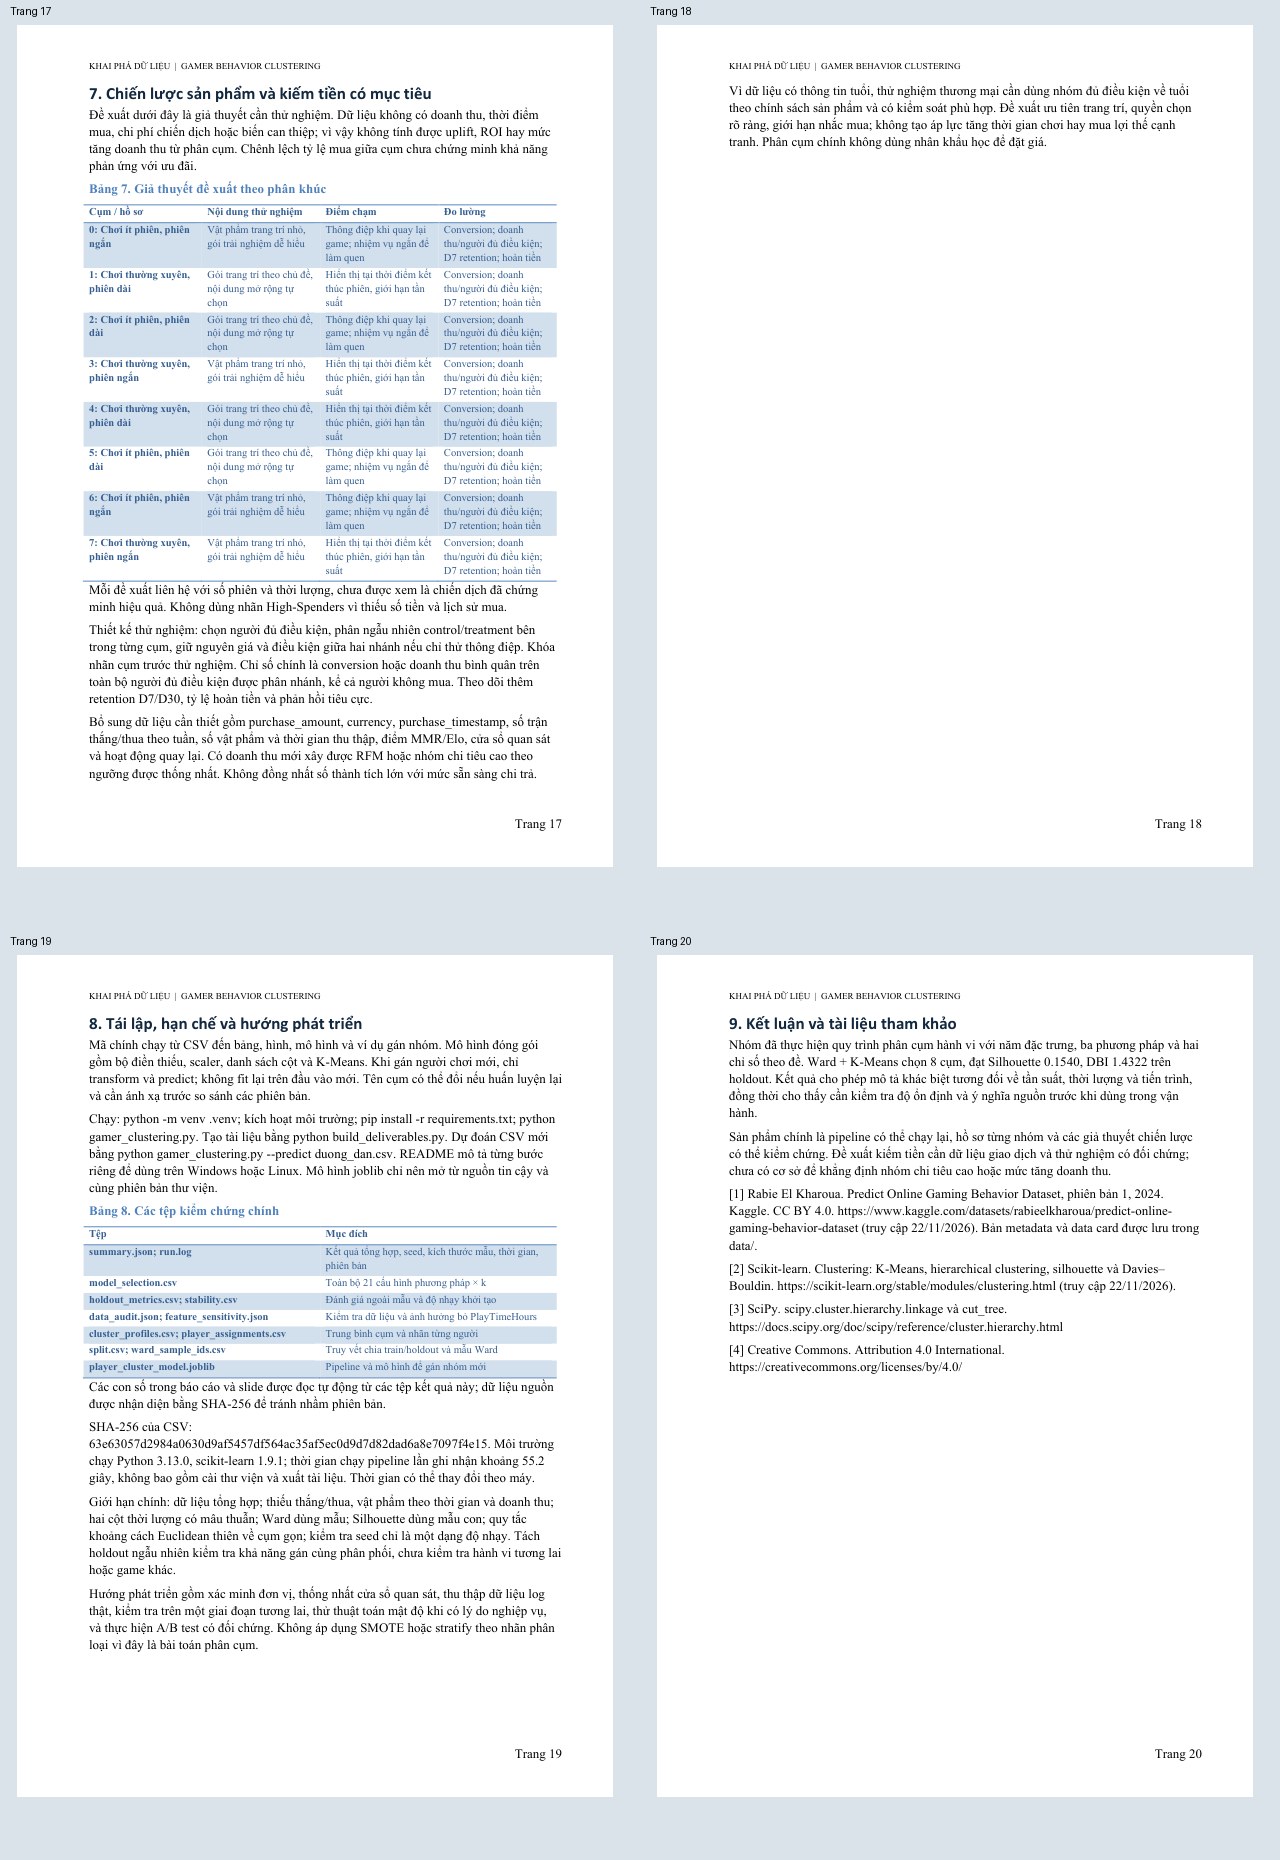 Trang 17
KHAI PHÁ DỮ LIỆU | GAMER BEHAVIOR CLUSTERING
7. Chiến lược sản phẩm và kiếm tiền có mục tiêu
Đề xuất dưới đây là giả thuyết cần thử nghiệm. Dữ liệu không có doanh thu, thời điểm
mua, chi phí chiến dịch hoặc biến can thiệp; vì vậy không tính được uplift, ROI hay mức
tăng doanh thu từ phân cụm. Chênh lệch tỷ lệ mua giữa cụm chưa chứng minh khả năng
phản ứng với ưu đãi.
Bảng 7. Giả thuyết đề xuất theo phân khúc
Cụm / hồ sơ Nội dung thử nghiệm Điểm chạm Đo lường
0: Chơi ít phiên, phiên Vật phẩm trang trí nhỏ, Thông điệp khi quay lại Conversion; doanh
ngắn gói trải nghiệm dễ hiểu game; nhiệm vụ ngắn để thu/người đủ điều kiện;
làm quen D7 retention; hoàn tiền
1: Chơi thường xuyên, Gói trang trí theo chủ đề, Hiển thị tại thời điểm kết Conversion; doanh
phiên dài nội dung mở rộng tự thúc phiên, giới hạn tần thu/người đủ điều kiện;
chọn suất D7 retention; hoàn tiền
2: Chơi ít phiên, phiên Gói trang trí theo chủ đề, Thông điệp khi quay lại Conversion; doanh
dài nội dung mở rộng tự game; nhiệm vụ ngắn để thu/người đủ điều kiện;
chọn làm quen D7 retention; hoàn tiền
3: Chơi thường xuyên, Vật phẩm trang trí nhỏ, Hiển thị tại thời điểm kết Conversion; doanh
phiên ngắn gói trải nghiệm dễ hiểu thúc phiên, giới hạn tần thu/người đủ điều kiện;
suất D7 retention; hoàn tiền
4: Chơi thường xuyên, Gói trang trí theo chủ đề, Hiển thị tại thời điểm kết Conversion; doanh
phiên dài nội dung mở rộng tự thúc phiên, giới hạn tần thu/người đủ điều kiện;
chọn suất D7 retention; hoàn tiền
5: Chơi ít phiên, phiên Gói trang trí theo chủ đề, Thông điệp khi quay lại Conversion; doanh
dài nội dung mở rộng tự game; nhiệm vụ ngắn để thu/người đủ điều kiện;
chọn làm quen D7 retention; hoàn tiền
6: Chơi ít phiên, phiên Vật phẩm trang trí nhỏ, Thông điệp khi quay lại Conversion; doanh
ngắn gói trải nghiệm dễ hiểu game; nhiệm vụ ngắn để thu/người đủ điều kiện;
làm quen D7 retention; hoàn tiền
7: Chơi thường xuyên, Vật phẩm trang trí nhỏ, Hiển thị tại thời điểm kết Conversion; doanh
phiên ngắn gói trải nghiệm dễ hiểu thúc phiên, giới hạn tần thu/người đủ điều kiện;
suất D7 retention; hoàn tiền
Mỗi đề xuất liên hệ với số phiên và thời lượng, chưa được xem là chiến dịch đã chứng
minh hiệu quả. Không dùng nhãn High-Spenders vì thiếu số tiền và lịch sử mua.
Thiết kế thử nghiệm: chọn người đủ điều kiện, phân ngẫu nhiên control/treatment bên
trong từng cụm, giữ nguyên giá và điều kiện giữa hai nhánh nếu chỉ thử thông điệp. Khóa
nhãn cụm trước thử nghiệm. Chỉ số chính là conversion hoặc doanh thu bình quân trên
toàn bộ người đủ điều kiện được phân nhánh, kể cả người không mua. Theo dõi thêm
retention D7/D30, tỷ lệ hoàn tiền và phản hồi tiêu cực.
Bổ sung dữ liệu cần thiết gồm purchase_amount, currency, purchase_timestamp, số trận
thắng/thua theo tuần, số vật phẩm và thời gian thu thập, điểm MMR/Elo, cửa sổ quan sát
và hoạt động quay lại. Có doanh thu mới xây được RFM hoặc nhóm chi tiêu cao theo
ngưỡng được thống nhất. Không đồng nhất số thành tích lớn với mức sẵn sàng chi trả.
Trang 17
Trang 18
KHAI PHÁ DỮ LIỆU | GAMER BEHAVIOR CLUSTERING
Vì dữ liệu có thông tin tuổi, thử nghiệm thương mại cần dùng nhóm đủ điều kiện về tuổi
theo chính sách sản phẩm và có kiểm soát phù hợp. Đề xuất ưu tiên trang trí, quyền chọn
rõ ràng, giới hạn nhắc mua; không tạo áp lực tăng thời gian chơi hay mua lợi thế cạnh
tranh. Phân cụm chính không dùng nhân khẩu học để đặt giá.
Trang 18
Trang 19
KHAI PHÁ DỮ LIỆU | GAMER BEHAVIOR CLUSTERING
8. Tái lập, hạn chế và hướng phát triển
Mã chính chạy từ CSV đến bảng, hình, mô hình và ví dụ gán nhóm. Mô hình đóng gói
gồm bộ điền thiếu, scaler, danh sách cột và K-Means. Khi gán người chơi mới, chỉ
transform và predict; không fit lại trên đầu vào mới. Tên cụm có thể đổi nếu huấn luyện lại
và cần ánh xạ trước so sánh các phiên bản.
Chạy: python -m venv .venv; kích hoạt môi trường; pip install -r requirements.txt; python
gamer_clustering.py. Tạo tài liệu bằng python build_deliverables.py. Dự đoán CSV mới
bằng python gamer_clustering.py --predict duong_dan.csv. README mô tả từng bước
riêng để dùng trên Windows hoặc Linux. Mô hình joblib chỉ nên mở từ nguồn tin cậy và
cùng phiên bản thư viện.
Bảng 8. Các tệp kiểm chứng chính
Tệp Mục đích
summary.json; run.log Kết quả tổng hợp, seed, kích thước mẫu, thời gian,
phiên bản
model_selection.csv Toàn bộ 21 cấu hình phương pháp × k
holdout_metrics.csv; stability.csv Đánh giá ngoài mẫu và độ nhạy khởi tạo
data_audit.json; feature_sensitivity.json Kiểm tra dữ liệu và ảnh hưởng bỏ PlayTimeHours
cluster_profiles.csv; player_assignments.csv Trung bình cụm và nhãn từng người
split.csv; ward_sample_ids.csv Truy vết chia train/holdout và mẫu Ward
player_cluster_model.joblib Pipeline và mô hình để gán nhóm mới
Các con số trong báo cáo và slide được đọc tự động từ các tệp kết quả này; dữ liệu nguồn
được nhận diện bằng SHA-256 để tránh nhầm phiên bản.
SHA-256 của CSV:
63e63057d2984a0630d9af5457df564ac35af5ec0d9d7d82dad6a8e7097f4e15. Môi trường
chạy Python 3.13.0, scikit-learn 1.9.1; thời gian chạy pipeline lần ghi nhận khoảng 55.2
giây, không bao gồm cài thư viện và xuất tài liệu. Thời gian có thể thay đổi theo máy.
Giới hạn chính: dữ liệu tổng hợp; thiếu thắng/thua, vật phẩm theo thời gian và doanh thu;
hai cột thời lượng có mâu thuẫn; Ward dùng mẫu; Silhouette dùng mẫu con; quy tắc
khoảng cách Euclidean thiên về cụm gọn; kiểm tra seed chỉ là một dạng độ nhạy. Tách
holdout ngẫu nhiên kiểm tra khả năng gán cùng phân phối, chưa kiểm tra hành vi tương lai
hoặc game khác.
Hướng phát triển gồm xác minh đơn vị, thống nhất cửa sổ quan sát, thu thập dữ liệu log
thật, kiểm tra trên một giai đoạn tương lai, thử thuật toán mật độ khi có lý do nghiệp vụ,
và thực hiện A/B test có đối chứng. Không áp dụng SMOTE hoặc stratify theo nhãn phân
loại vì đây là bài toán phân cụm.
Trang 19
Trang 20
KHAI PHÁ DỮ LIỆU | GAMER BEHAVIOR CLUSTERING
9. Kết luận và tài liệu tham khảo
Nhóm đã thực hiện quy trình phân cụm hành vi với năm đặc trưng, ba phương pháp và hai
chỉ số theo đề. Ward + K-Means chọn 8 cụm, đạt Silhouette 0.1540, DBI 1.4322 trên
holdout. Kết quả cho phép mô tả khác biệt tương đối về tần suất, thời lượng và tiến trình,
đồng thời cho thấy cần kiểm tra độ ổn định và ý nghĩa nguồn trước khi dùng trong vận
hành.
Sản phẩm chính là pipeline có thể chạy lại, hồ sơ từng nhóm và các giả thuyết chiến lược
có thể kiểm chứng. Đề xuất kiếm tiền cần dữ liệu giao dịch và thử nghiệm có đối chứng;
chưa có cơ sở để khẳng định nhóm chi tiêu cao hoặc mức tăng doanh thu.
[1] Rabie El Kharoua. Predict Online Gaming Behavior Dataset, phiên bản 1, 2024.
Kaggle. CC BY 4.0. https://www.kaggle.com/datasets/rabieelkharoua/predict-online-
gaming-behavior-dataset (truy cập 22/11/2026). Bản metadata và data card được lưu trong
data/.
[2] Scikit-learn. Clustering: K-Means, hierarchical clustering, silhouette và Davies–
Bouldin. https://scikit-learn.org/stable/modules/clustering.html (truy cập 22/11/2026).
[3] SciPy. scipy.cluster.hierarchy.linkage và cut_tree.
https://docs.scipy.org/doc/scipy/reference/cluster.hierarchy.html
[4] Creative Commons. Attribution 4.0 International.
https://creativecommons.org/licenses/by/4.0/
Trang 20